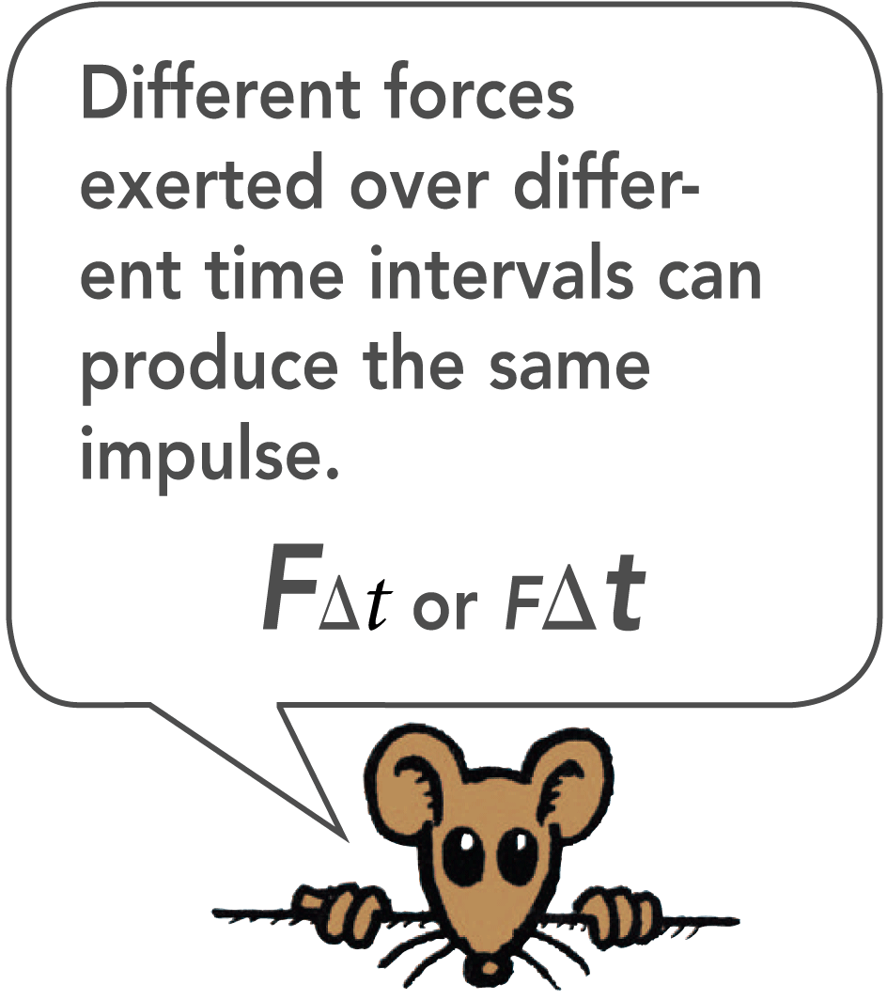 Different forces
exerted over differ-
ent time intervals can
produce the same
impulse.
FΔt or FΔt